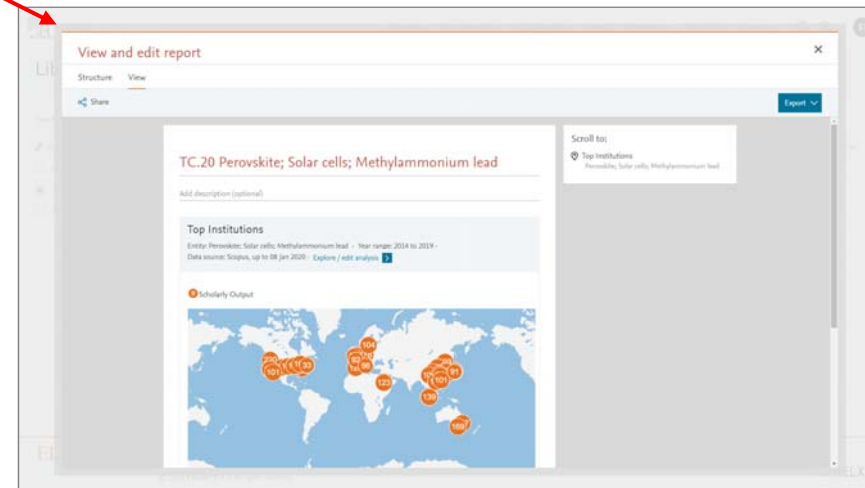 View and edit report
Structure View
Share
Export
TC.20 Perovskite; Solar cells; Methylammonium lead
Add description (optional)
Scroll to:
Top Institutions
Perovskite; Solar cells; Methylammonium lead
Top Institutions
Entity: Perovskite; Solar cells; Methylammonium lead - Year range: 2014 to 2019 -
Data source: Scopus, up to 08 Jan 2020 - Explore / edit analysis
Scholarly Output
104
101
33
123
91
101
139
169